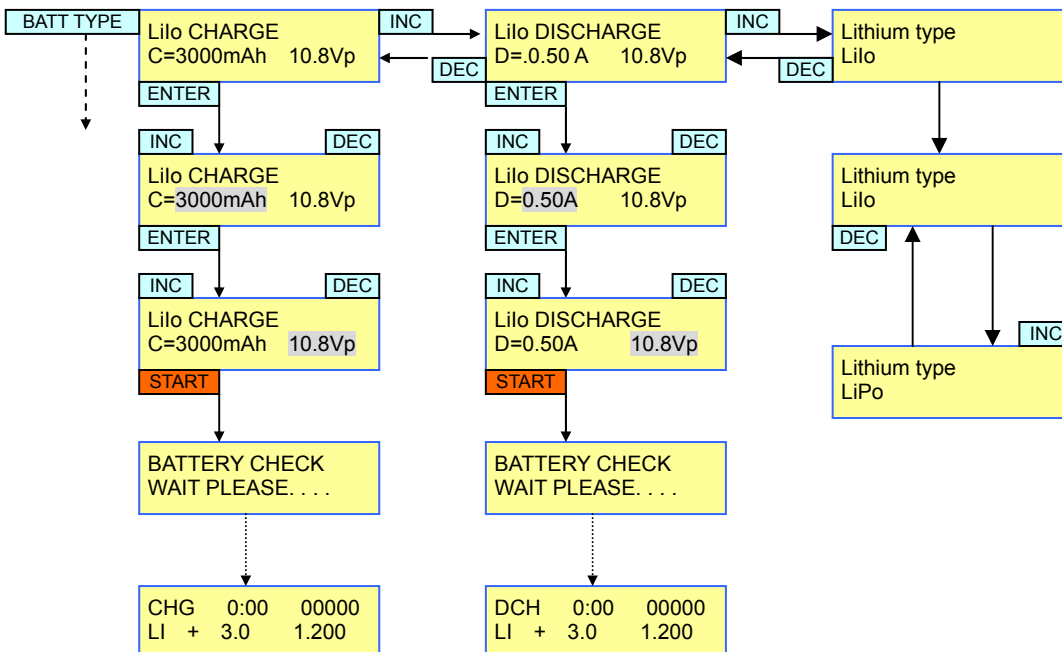 BATT TYPE
LiIo CHARGE
C=3000mAh 10.8Vp
INC
DEC
LiIo DISCHARGE
D=.0.50 A 10.8Vp
INC
DEC
Lithium type
LiIo
ENTER
ENTER
INC
DEC
LiIo CHARGE
C=3000mAh 10.8Vp
ENTER
INC
DEC
LiIo DISCHARGE
D=0.50A 10.8Vp
ENTER
Lithium type
LiIo
DEC
INC
DEC
LiIo CHARGE
C=3000mAh 10.8Vp
START
INC
DEC
LiIo DISCHARGE
D=0.50A 10.8Vp
START
INC
Lithium type
LiPo
BATTERY CHECK
WAIT PLEASE. . . .
BATTERY CHECK
WAIT PLEASE. . . .
CHG 0:00 00000
LI + 3.0 1.200
DCH 0:00 00000
LI + 3.0 1.200